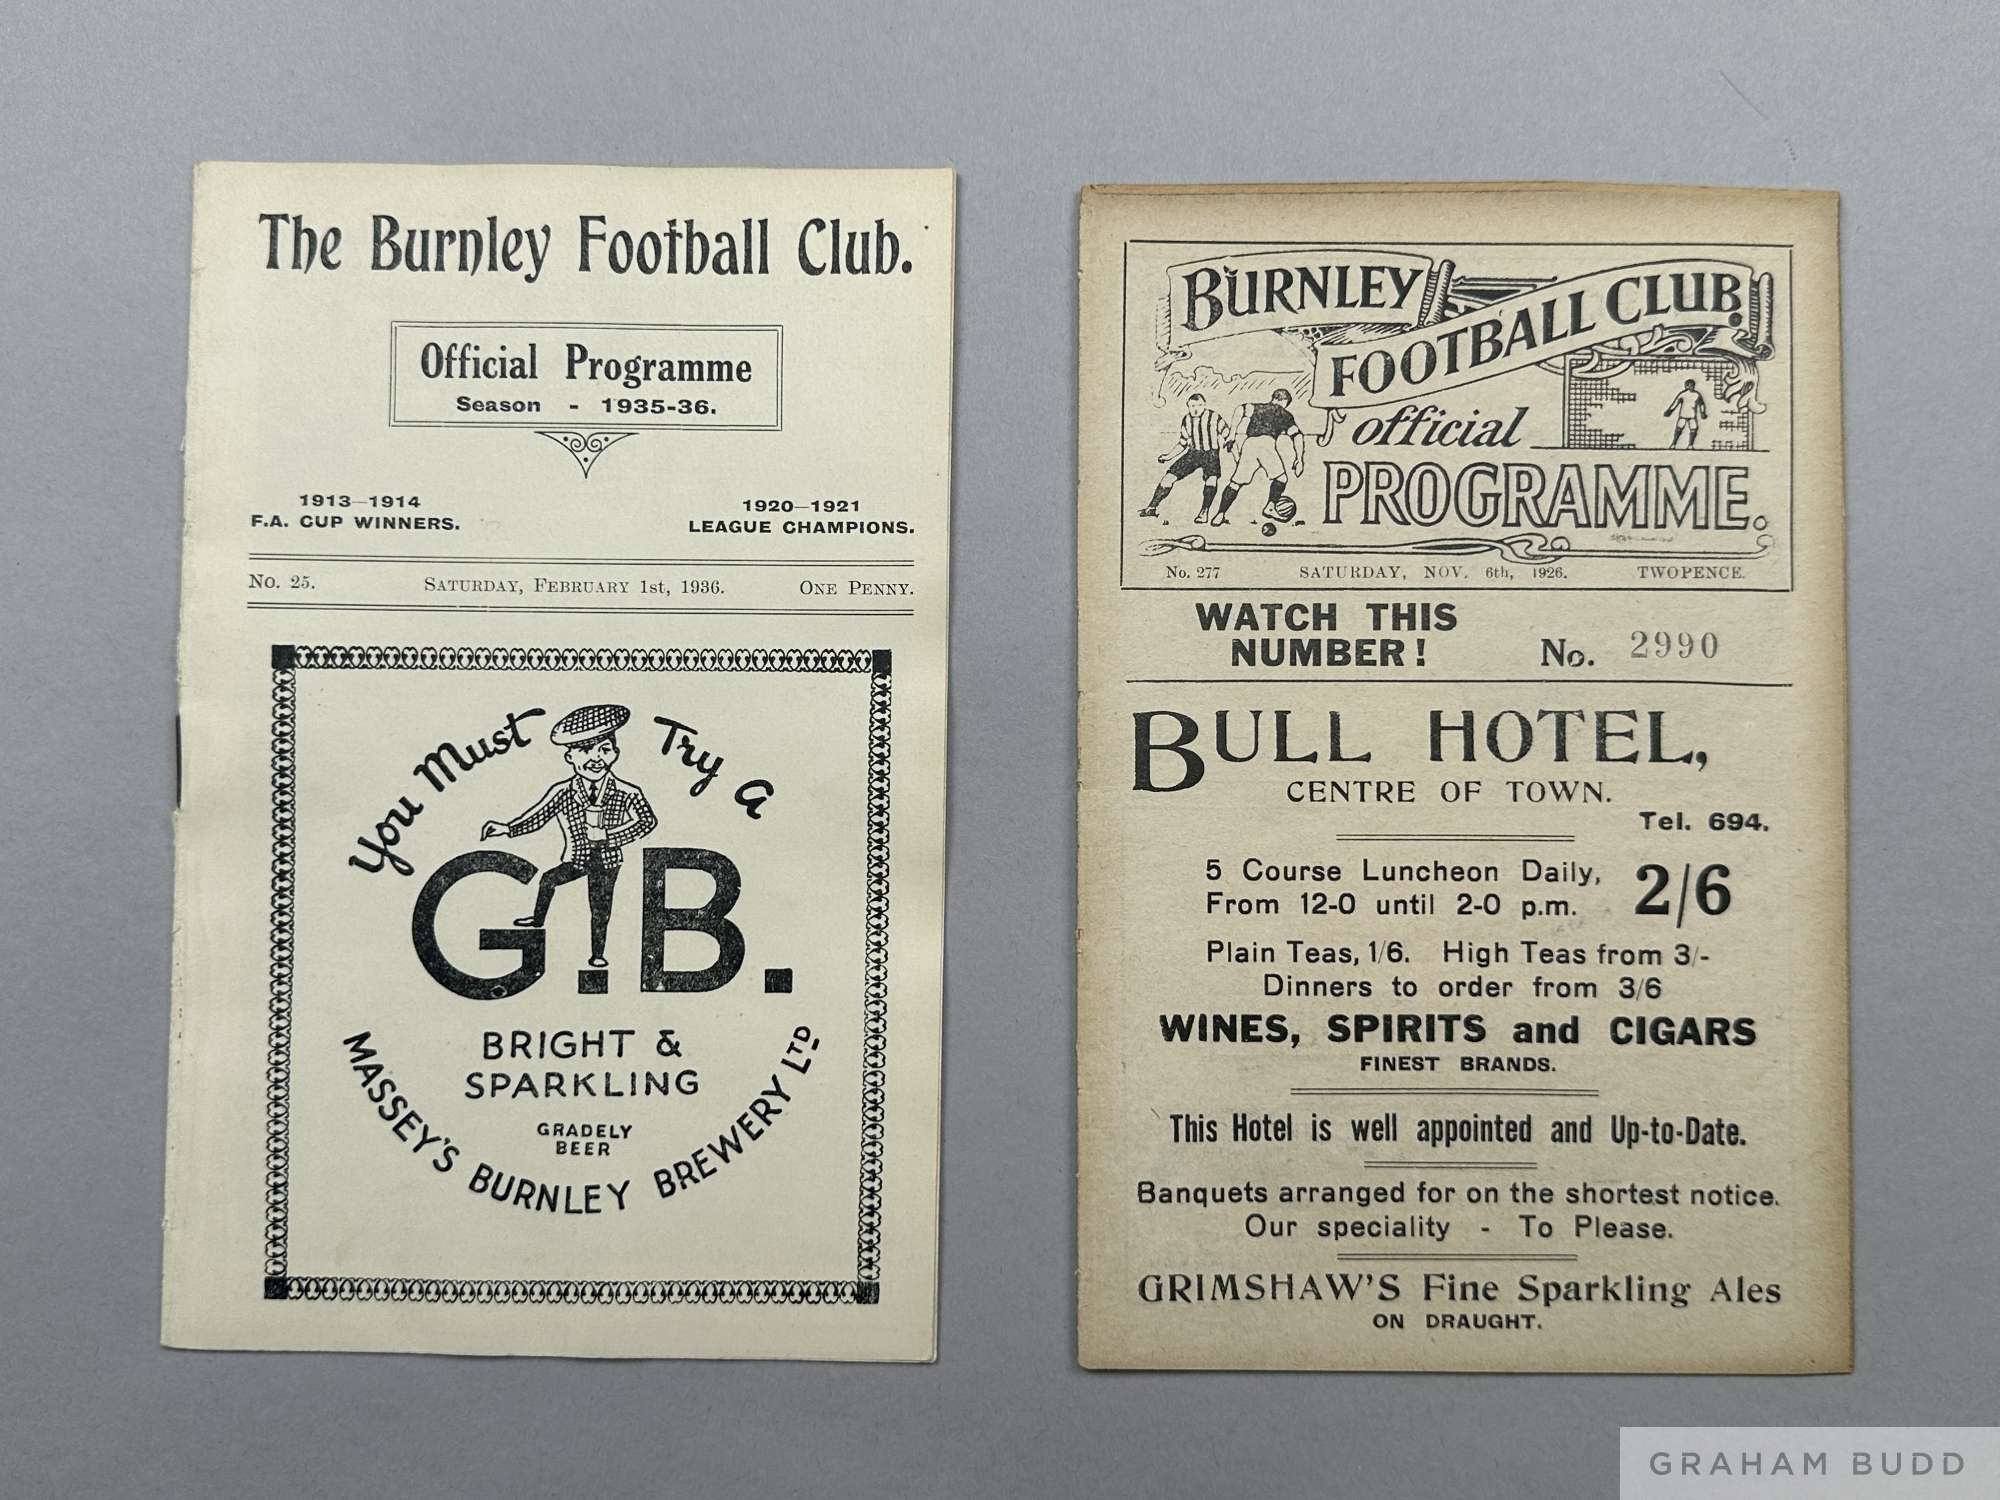 The Burnley Football Club.
Official Programme
Season - 1935-36.
1913-1914
F.A. CUP WINNERS.
1920-1921
LEAGUE CHAMPIONS.
No. 25. SATURDAY, FEBRUARY 1st, 1936. ONE PENNY.
You Must Try A
G.B.
BRIGHT &
SPARKLING
GRADELY
BEER
MASSEY'S BURNLEY BREWERY LTD
BURNLEY
FOOTBALL CLUB.
official
PROGRAMME.
No. 277 SATURDAY, NOV. 6th, 1926. TWOPENCE.
WATCH THIS
NUMBER! No. 2990
BULL HOTEL,
CENTRE OF TOWN.
Tel. 694.
5 Course Luncheon Daily, 2/6
From 12-0 until 2-0 p.m.
Plain Teas, 1/6. High Teas from 3/-
Dinners to order from 3/6
WINES, SPIRITS and CIGARS
FINEST BRANDS.
This Hotel is well appointed and Up-to-Date.
Banquets arranged for on the shortest notice.
Our speciality - To Please.
GRIMSHAW'S Fine Sparkling Ales
ON DRAUGHT.
GRAHAM BUDD